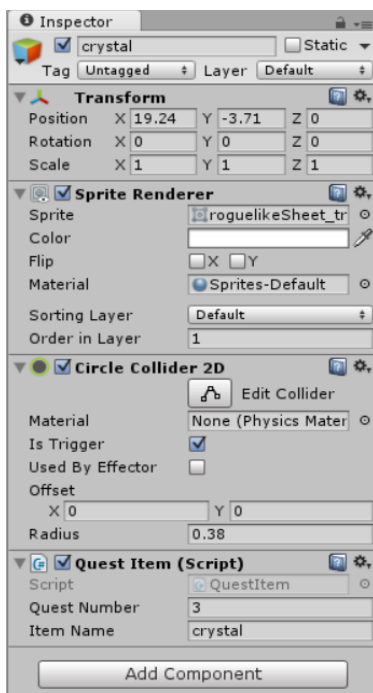 Inspector
crystal Static
Tag Untagged Layer Default
Transform
Position X 19.24 Y -3.71 Z 0
Rotation X 0 Y 0 Z 0
Scale X 1 Y 1 Z 1
Sprite Renderer
Sprite roguelikeSheet_tr
Color
Flip X Y
Material Sprites-Default
Sorting Layer Default
Order in Layer 1
Circle Collider 2D
Edit Collider
Material None (Physics Mater
Is Trigger
Used By Effector
Offset
X 0 Y 0
Radius 0.38
Quest Item (Script)
Script QuestItem
Quest Number 3
Item Name crystal
Add Component